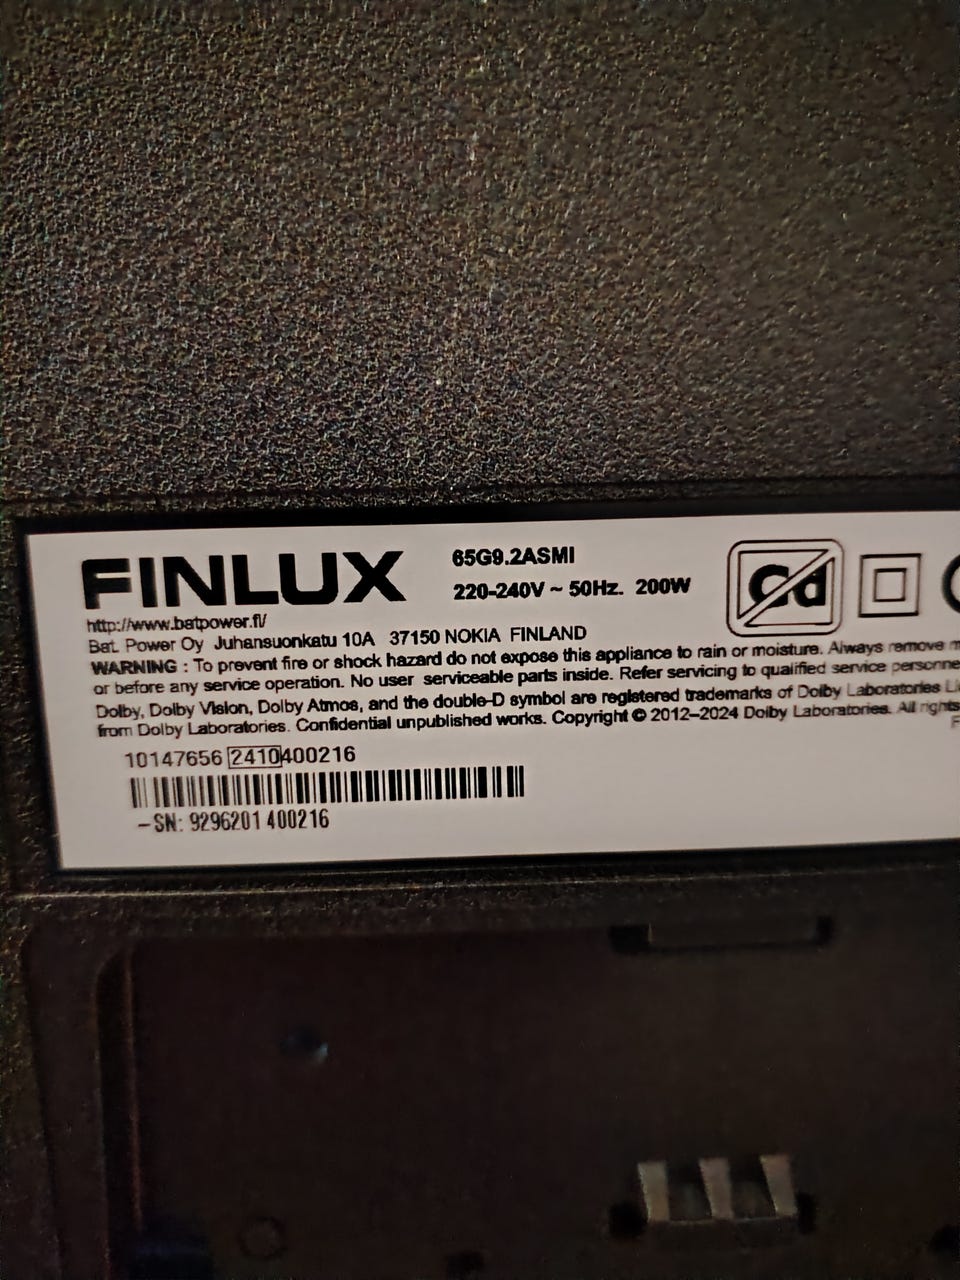 FINLUX
65G9.2ASMI
220-240V ~ 50Hz. 200W
Cd
http://www.batpower.fi/
Bat. Power Oy Juhansuonkatu 10A 37150 NOKIA FINLAND
WARNING : To prevent fire or shock hazard do not expose this appliance to rain or moisture. Always remove
or before any service operation. No user serviceable parts inside. Refer servicing to qualified service personne
Dolby, Dolby Vision, Dolby Atmos, and the double-D symbol are registered trademarks of Dolby Laboratories
from Dolby Laboratories. Confidential unpublished works. Copyright © 2012–2024 Dolby Laboratories. All rights
10147656 2410400216
–SN: 9296201 400216